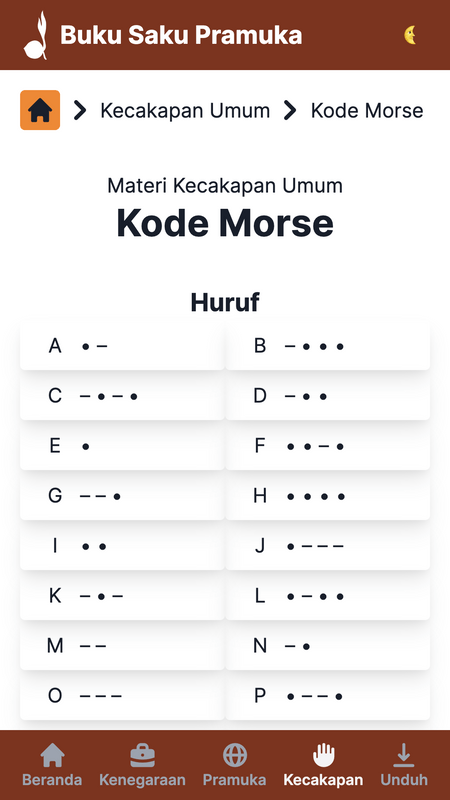 Buku Saku Pramuka
Kecakapan Umum Kode Morse
Materi Kecakapan Umum
Kode Morse
Huruf
A • –
B – • • •
C – • – •
D – • •
E •
F • • – •
G – – •
H • • • •
I • •
J • – – –
K – • –
L • – • •
M – –
N – •
O – – –
P • – – •
Beranda Kenegaraan Pramuka Kecakapan Unduh